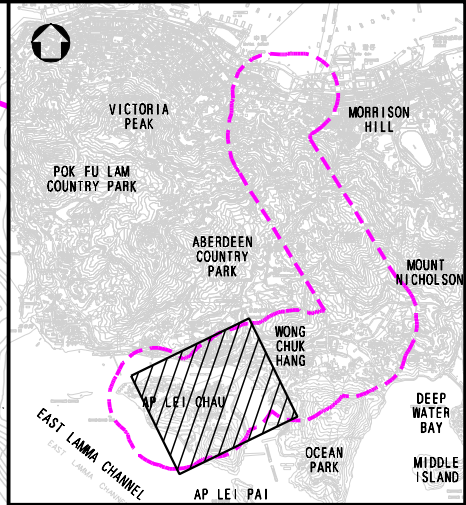 VICTORIA
PEAK
MORRISON
HILL
POK FU LAM
COUNTRY PARK
ABERDEEN
COUNTRY
PARK
MOUNT
NICHOLSON
WONG
CHUK
HANG
AP LEI CHAU
EAST LAMMA CHANNEL
DEEP
WATER
BAY
OCEAN
PARK
MIDDLE
ISLAND
AP LEI PAI